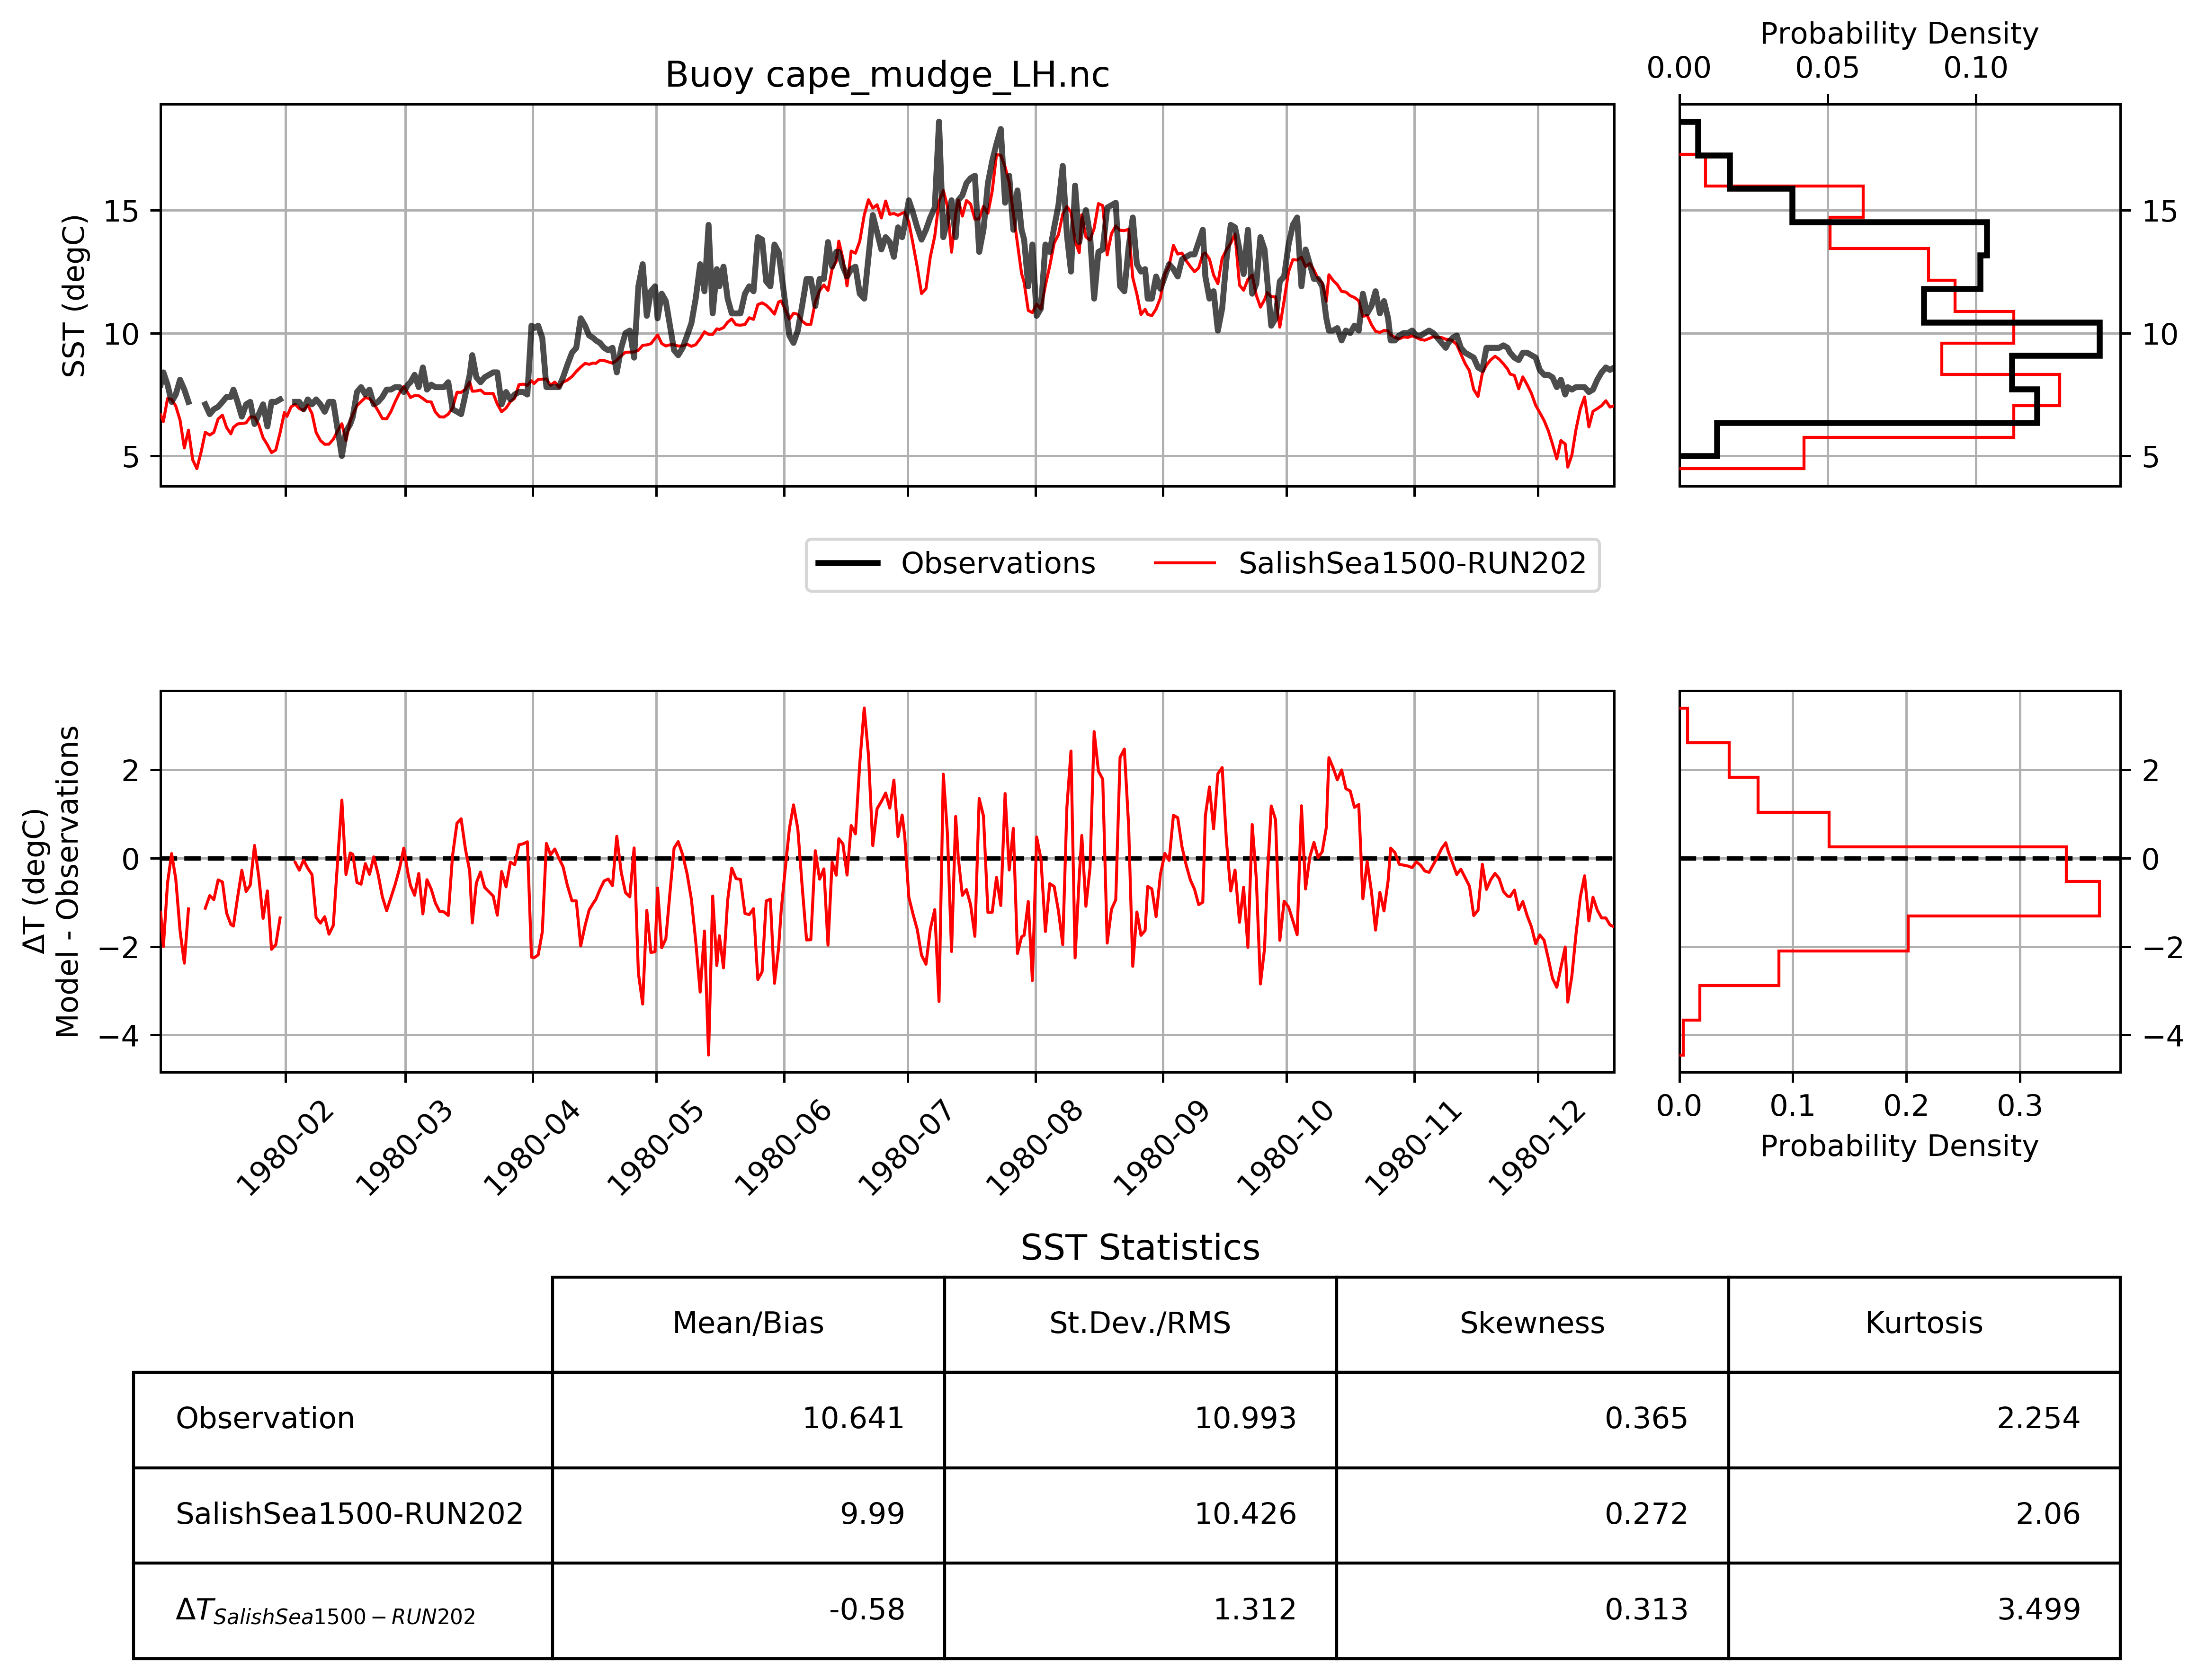 Probability Density
0.00 0.05 0.10
Buoy cape_mudge_LH.nc
SST (degC)
15
10
5
15
10
5
Observations SalishSea1500-RUN202
ΔT (degC)
Model - Observations
2
0
−2
−4
2
0
−2
−4
1980-02 1980-03 1980-04 1980-05 1980-06 1980-07 1980-08 1980-09 1980-10 1980-11 1980-12
0.0 0.1 0.2 0.3
Probability Density
SST Statistics
Mean/Bias St.Dev./RMS Skewness Kurtosis
Observation 10.641 10.993 0.365 2.254
SalishSea1500-RUN202 9.99 10.426 0.272 2.06
ΔT SalishSea1500−RUN202 -0.58 1.312 0.313 3.499